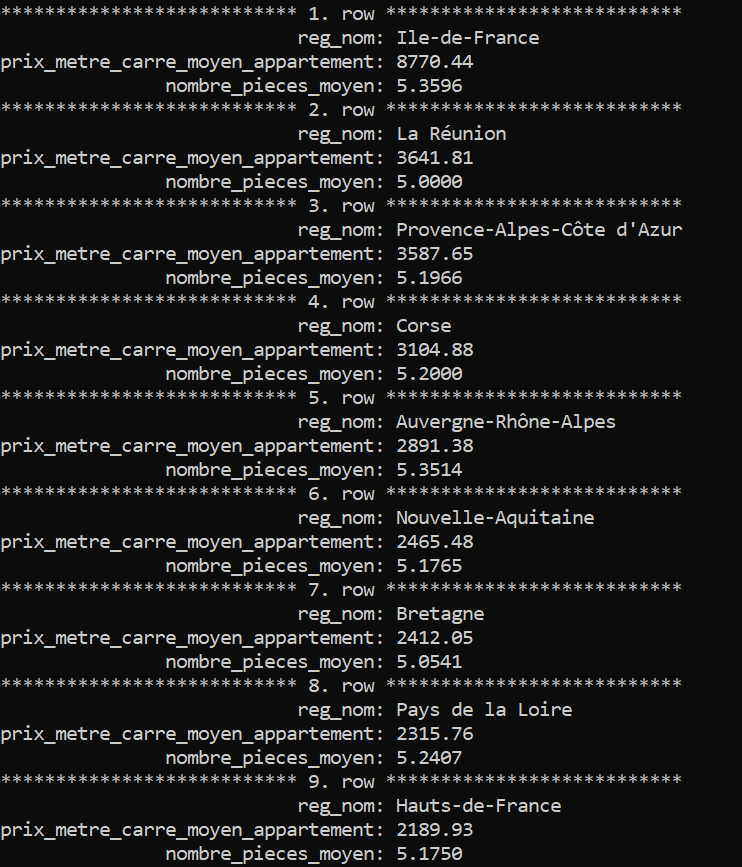 *************************** 1. row ***************************
reg_nom: Ile-de-France
prix_metre_carre_moyen_appartement: 8770.44
nombre_pieces_moyen: 5.3596
*************************** 2. row ***************************
reg_nom: La Réunion
prix_metre_carre_moyen_appartement: 3641.81
nombre_pieces_moyen: 5.0000
*************************** 3. row ***************************
reg_nom: Provence-Alpes-Côte d'Azur
prix_metre_carre_moyen_appartement: 3587.65
nombre_pieces_moyen: 5.1966
*************************** 4. row ***************************
reg_nom: Corse
prix_metre_carre_moyen_appartement: 3104.88
nombre_pieces_moyen: 5.2000
*************************** 5. row ***************************
reg_nom: Auvergne-Rhône-Alpes
prix_metre_carre_moyen_appartement: 2891.38
nombre_pieces_moyen: 5.3514
*************************** 6. row ***************************
reg_nom: Nouvelle-Aquitaine
prix_metre_carre_moyen_appartement: 2465.48
nombre_pieces_moyen: 5.1765
*************************** 7. row ***************************
reg_nom: Bretagne
prix_metre_carre_moyen_appartement: 2412.05
nombre_pieces_moyen: 5.0541
*************************** 8. row ***************************
reg_nom: Pays de la Loire
prix_metre_carre_moyen_appartement: 2315.76
nombre_pieces_moyen: 5.2407
*************************** 9. row ***************************
reg_nom: Hauts-de-France
prix_metre_carre_moyen_appartement: 2189.93
nombre_pieces_moyen: 5.1750